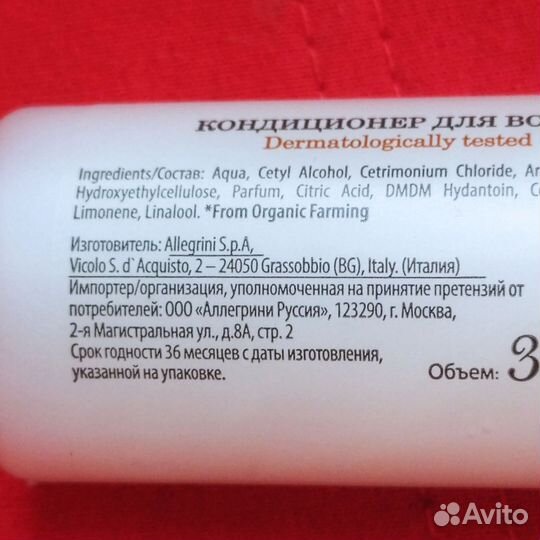 КОНДИЦИОНЕР ДЛЯ ВО
Dermatologically tested
Ingredients/Состав: Aqua, Cetyl Alcohol, Cetrimonium Chloride, Ar
Hydroxyethylcellulose, Parfum, Citric Acid, DMDM Hydantoin, Co
Limonene, Linalool. *From Organic Farming
Изготовитель: Allegrini S.p.A,
Vicolo S. d`Acquisto, 2 – 24050 Grassobbio (BG), Italy. (Италия)
Импортер/организация, уполномоченная на принятие претензий от
потребителей: ООО «Аллегрини Руссия», 123290, г. Москва,
2-я Магистральная ул., д.8А, стр. 2
Срок годности 36 месяцев с даты изготовления,
указанной на упаковке.
Объем: 3
Avito